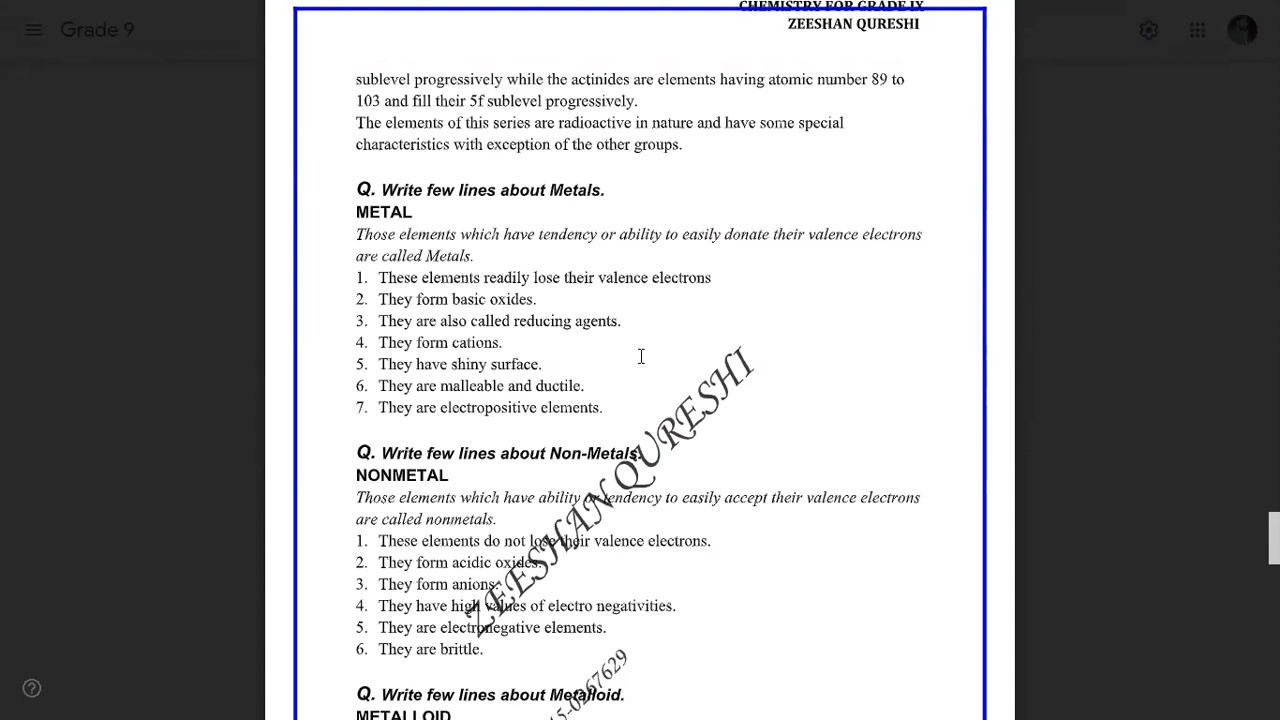 CHEMISTRY FOR GRADE IX
Grade 9
ZEESHAN QURESHI
sublevel progressively while the actinides are elements having atomic number 89 to
103 and fill their 5f sublevel progressively.
The elements of this series are radioactive in nature and have some special
characteristics with exception of the other groups.
Q. Write few lines about Metals.
METAL
Those elements which have tendency or ability to easily donate their valence electrons
are called Metals.
1. These elements readily lose their valence electrons
2. They form basic oxides.
3. They are also called reducing agents.
4. They form cations.
5. They have shiny surface.
6. They are malleable and ductile.
7. They are electropositive elements.
ZEESHAN QURESHI
Q. Write few lines about Non-Metals.
NONMETAL
Those elements which have ability or tendency to easily accept their valence electrons
are called nonmetals.
1. These elements do not lose their valence electrons.
2. They form acidic oxides.
3. They form anions.
4. They have high values of electro negativities.
5. They are electronegative elements.
6. They are brittle.
Q. Write few lines about Metalloid.
METALLOID